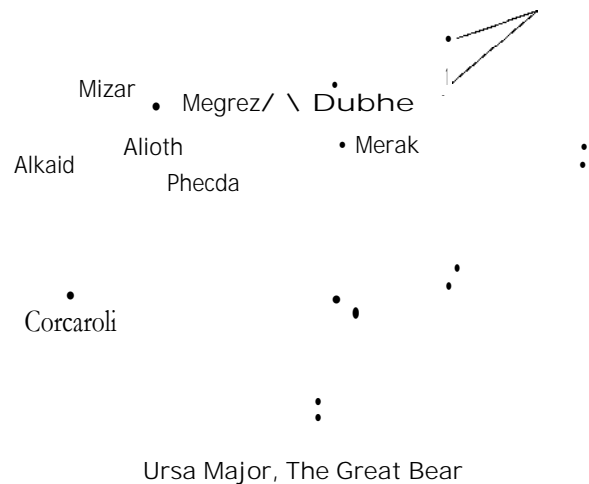 Mizar
Megrez/ \ Dubhe
Alioth
Merak
Alkaid
Phecda
Corcaroli
Ursa Major, The Great Bear